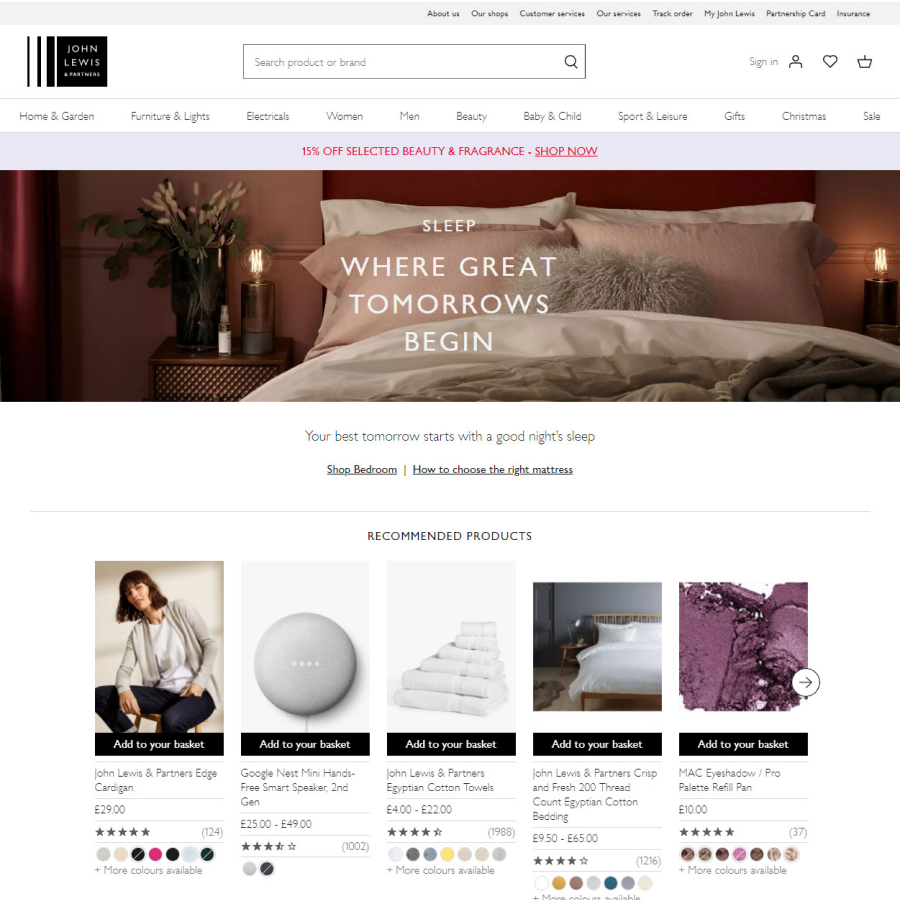 About us Our shops Customer services Our services Track order My John Lewis Partnership Card Insurance
JOHN
LEWIS
& PARTNERS
Search product or brand
Sign in
Home & Garden Furniture & Lights Electricals Women Men Beauty Baby & Child Sport & Leisure Gifts Christmas Sale
15% OFF SELECTED BEAUTY & FRAGRANCE - SHOP NOW
SLEEP
WHERE GREAT
TOMORROWS
BEGIN
Your best tomorrow starts with a good night's sleep
Shop Bedroom | How to choose the right mattress
RECOMMENDED PRODUCTS
Add to your basket
John Lewis & Partners Edge
Cardigan
£29.00
(124)
+ More colours available
Add to your basket
Google Nest Mini Hands-
Free Smart Speaker, 2nd
Gen
£25.00 - £49.00
(1002)
Add to your basket
John Lewis & Partners
Egyptian Cotton Towels
£4.00 - £22.00
(1988)
+ More colours available
Add to your basket
John Lewis & Partners Crisp
and Fresh 200 Thread
Count Egyptian Cotton
Bedding
£9.50 - £65.00
(1216)
+ More colours available
Add to your basket
MAC Eyeshadow / Pro
Palette Refill Pan
£10.00
(37)
+ More colours available